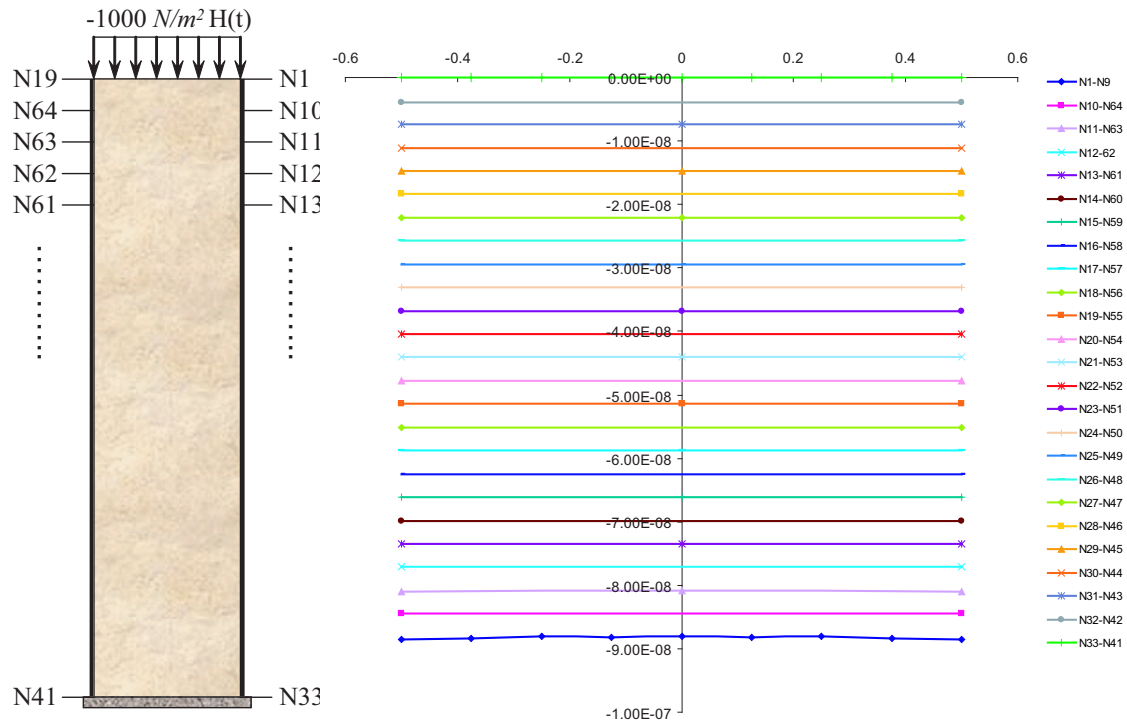 -1000 N/m² H(t)
N19
N1
N64
N10
N63
N11
N62
N12
N61
N13
N41
N33
-0.6
-0.4
-0.2
0
0.2
0.4
0.6
0.00E+00
-1.00E-08
-2.00E-08
-3.00E-08
-4.00E-08
-5.00E-08
-6.00E-08
-7.00E-08
-8.00E-08
-9.00E-08
-1.00E-07
N1-N9
N10-N64
N11-N63
N12-62
N13-N61
N14-N60
N15-N59
N16-N58
N17-N57
N18-N56
N19-N55
N20-N54
N21-N53
N22-N52
N23-N51
N24-N50
N25-N49
N26-N48
N27-N47
N28-N46
N29-N45
N30-N44
N31-N43
N32-N42
N33-N41